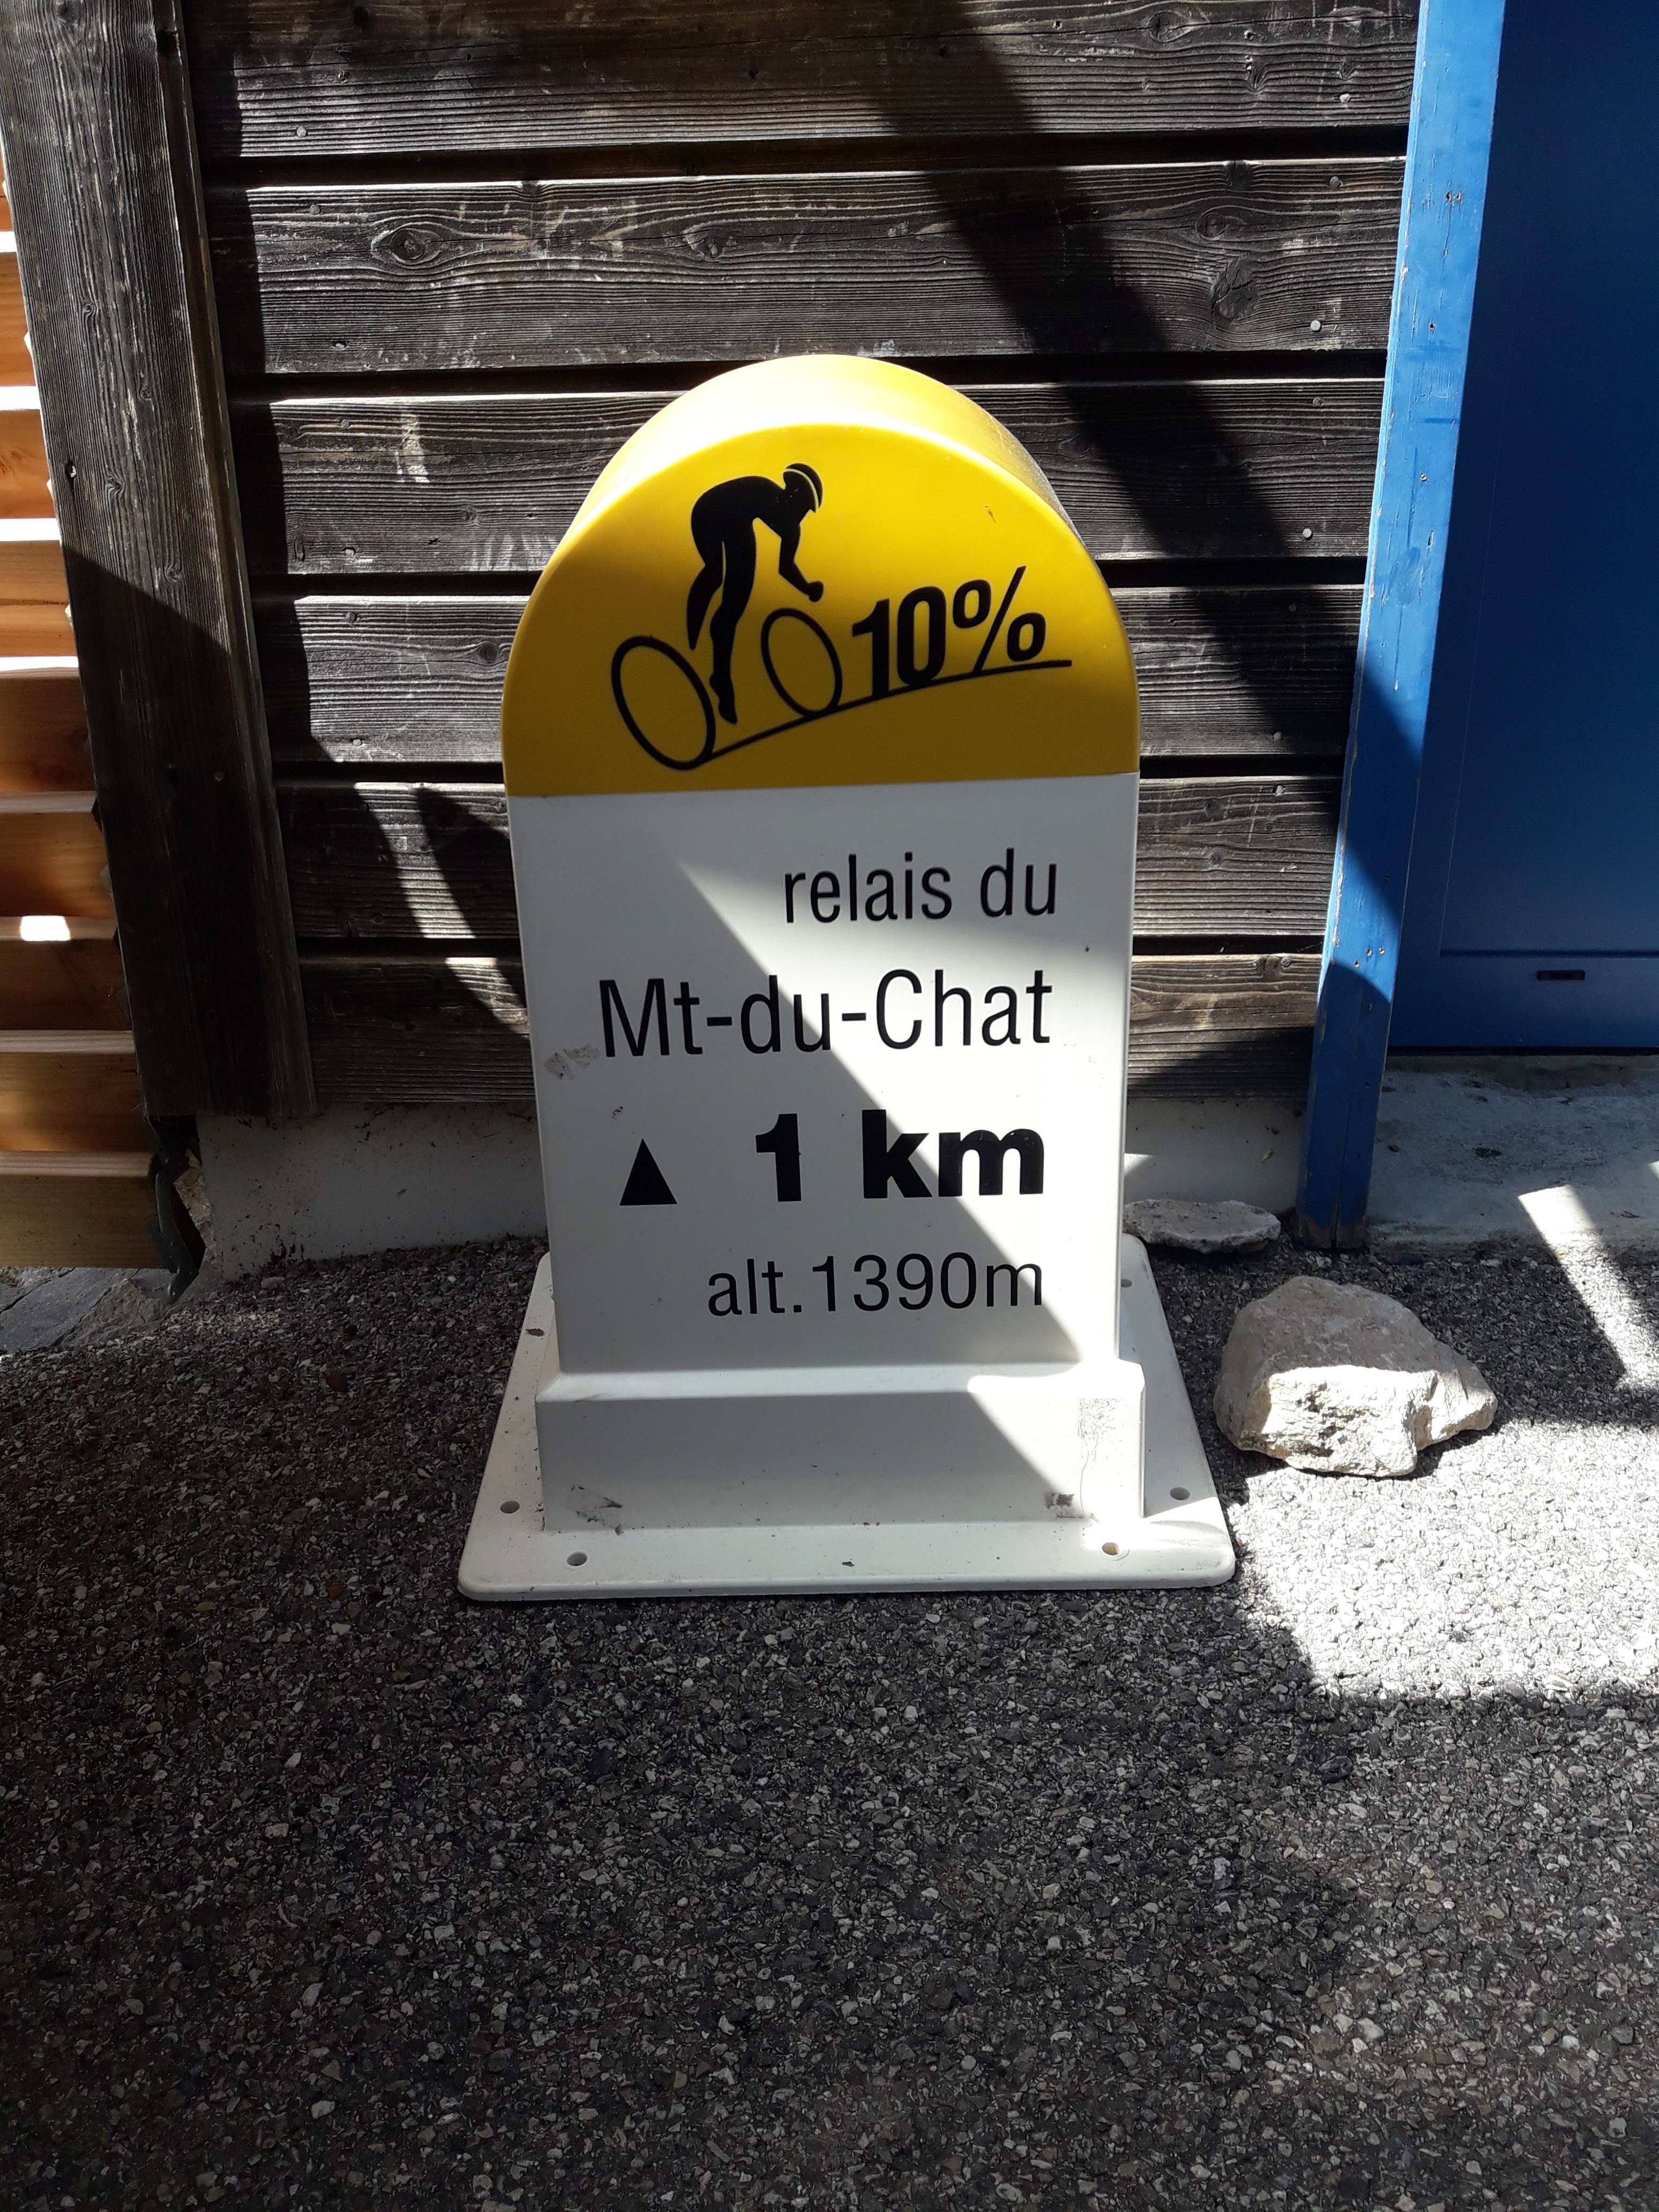 10%
relais du
Mt-du-Chat
▲ 1 km
alt.1390m